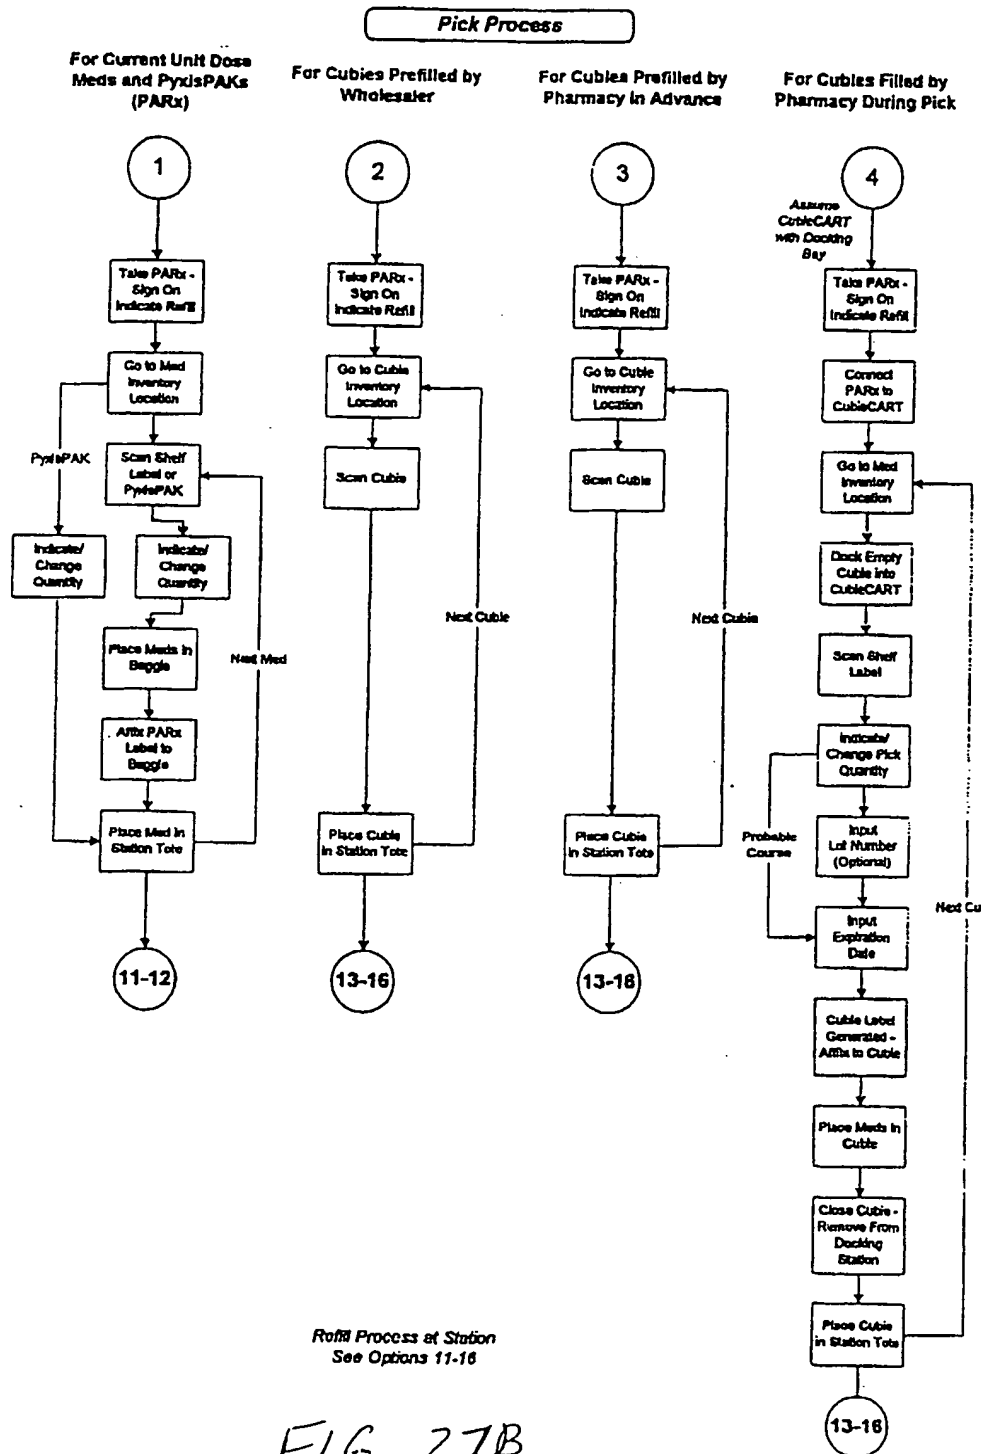 Pick Process
For Current Unit Dose
Meds and PyxisPAKs
(PARx)
1
Take PARx -
Sign On
Indicate Refill
Go to Med
Inventory
Location
PyxisPAK
Scan Shelf
Label or
PyxisPAK
Indicate/
Change
Quantity
Indicate/
Change
Quantity
Place Meds in
Baggie
Next Med
Affix PARx
Label to
Baggie
Place Med in
Station Tote
11-12
For Cubies Prefilled by
Wholesaler
2
Take PARx -
Sign On
Indicate Refill
Go to Cubie
Inventory
Location
Scan Cubie
Next Cubie
Place Cubie
in Station Tote
13-16
For Cubies Prefilled by
Pharmacy in Advance
3
Take PARx -
Sign On
Indicate Refill
Go to Cubie
Inventory
Location
Scan Cubie
Next Cubie
Place Cubie
in Station Tote
13-16
For Cubies Filled by
Pharmacy During Pick
4
Assume
CubieCART
with Docking
Bay
Take PARx -
Sign On
Indicate Refill
Connect
PARx to
CubieCART
Go to Med
Inventory
Location
Dock Empty
Cubie into
CubieCART
Scan Shelf
Label
Indicate/
Change Pick
Quantity
Probable
Course
Input
Lot Number
(Optional)
Next Cu
Input
Expiration
Date
Cubie Label
Generated -
Affix to Cubie
Place Meds in
Cubie
Close Cubie -
Remove From
Docking
Station
Place Cubie
in Station Tote
13-16
Refill Process at Station
See Options 11-16
FIG. 27B